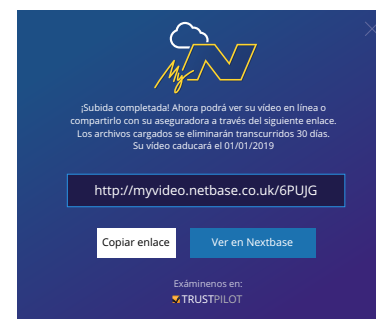 My N
¡Subida completada! Ahora podrá ver su vídeo en línea o
compartirlo con su aseguradora a través del siguiente enlace.
Los archivos cargados se eliminarán transcurridos 30 días.
Su vídeo caducará el 01/01/2019
http://myvideo.netbase.co.uk/6PUJG
Copiar enlace
Ver en Nextbase
Exáminenos en:
TRUSTPILOT